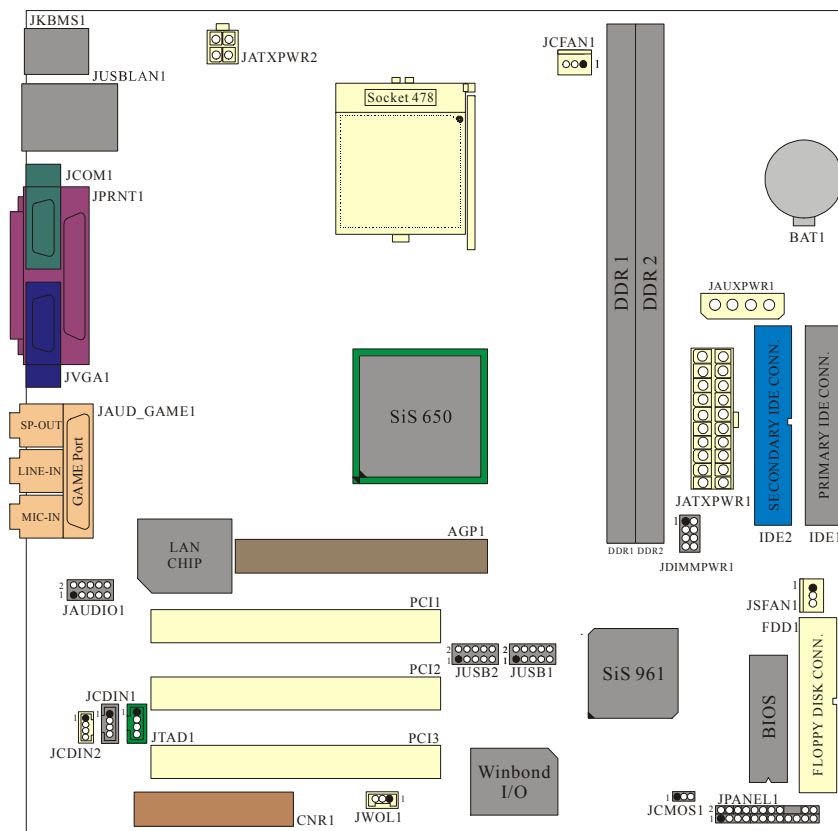 JKBMS1
JATXPWR2
JCFAN1
1
JUSBLAN1
Socket 478
JCOM1
JPRNT1
BAT1
DDR 1
DDR 2
JAUXPWR1
JVGA1
SiS 650
JAUD_GAME1
SP-OUT
LINE-IN
MIC-IN
GAME Port
SECONDARY IDE CONN.
PRIMARY IDE CONN.
JATXPWR1
1
IDE2
IDE1
AGP1
LAN
CHIP
DDR1
DDR2
JDIMMPWR1
2
1
JAUDIO1
1
JSFAN1
FDD1
PCI1
2
1
JUSB2
2
1
JUSB1
SiS 961
PCI2
BIOS
FLOPPY DISK CONN.
JCDIN1
1
1
1
JCDIN2
JTAD1
PCI3
Winbond
I/O
CNR1
JWOL1
1
1
JCMOS1
JPANEL1
2
1